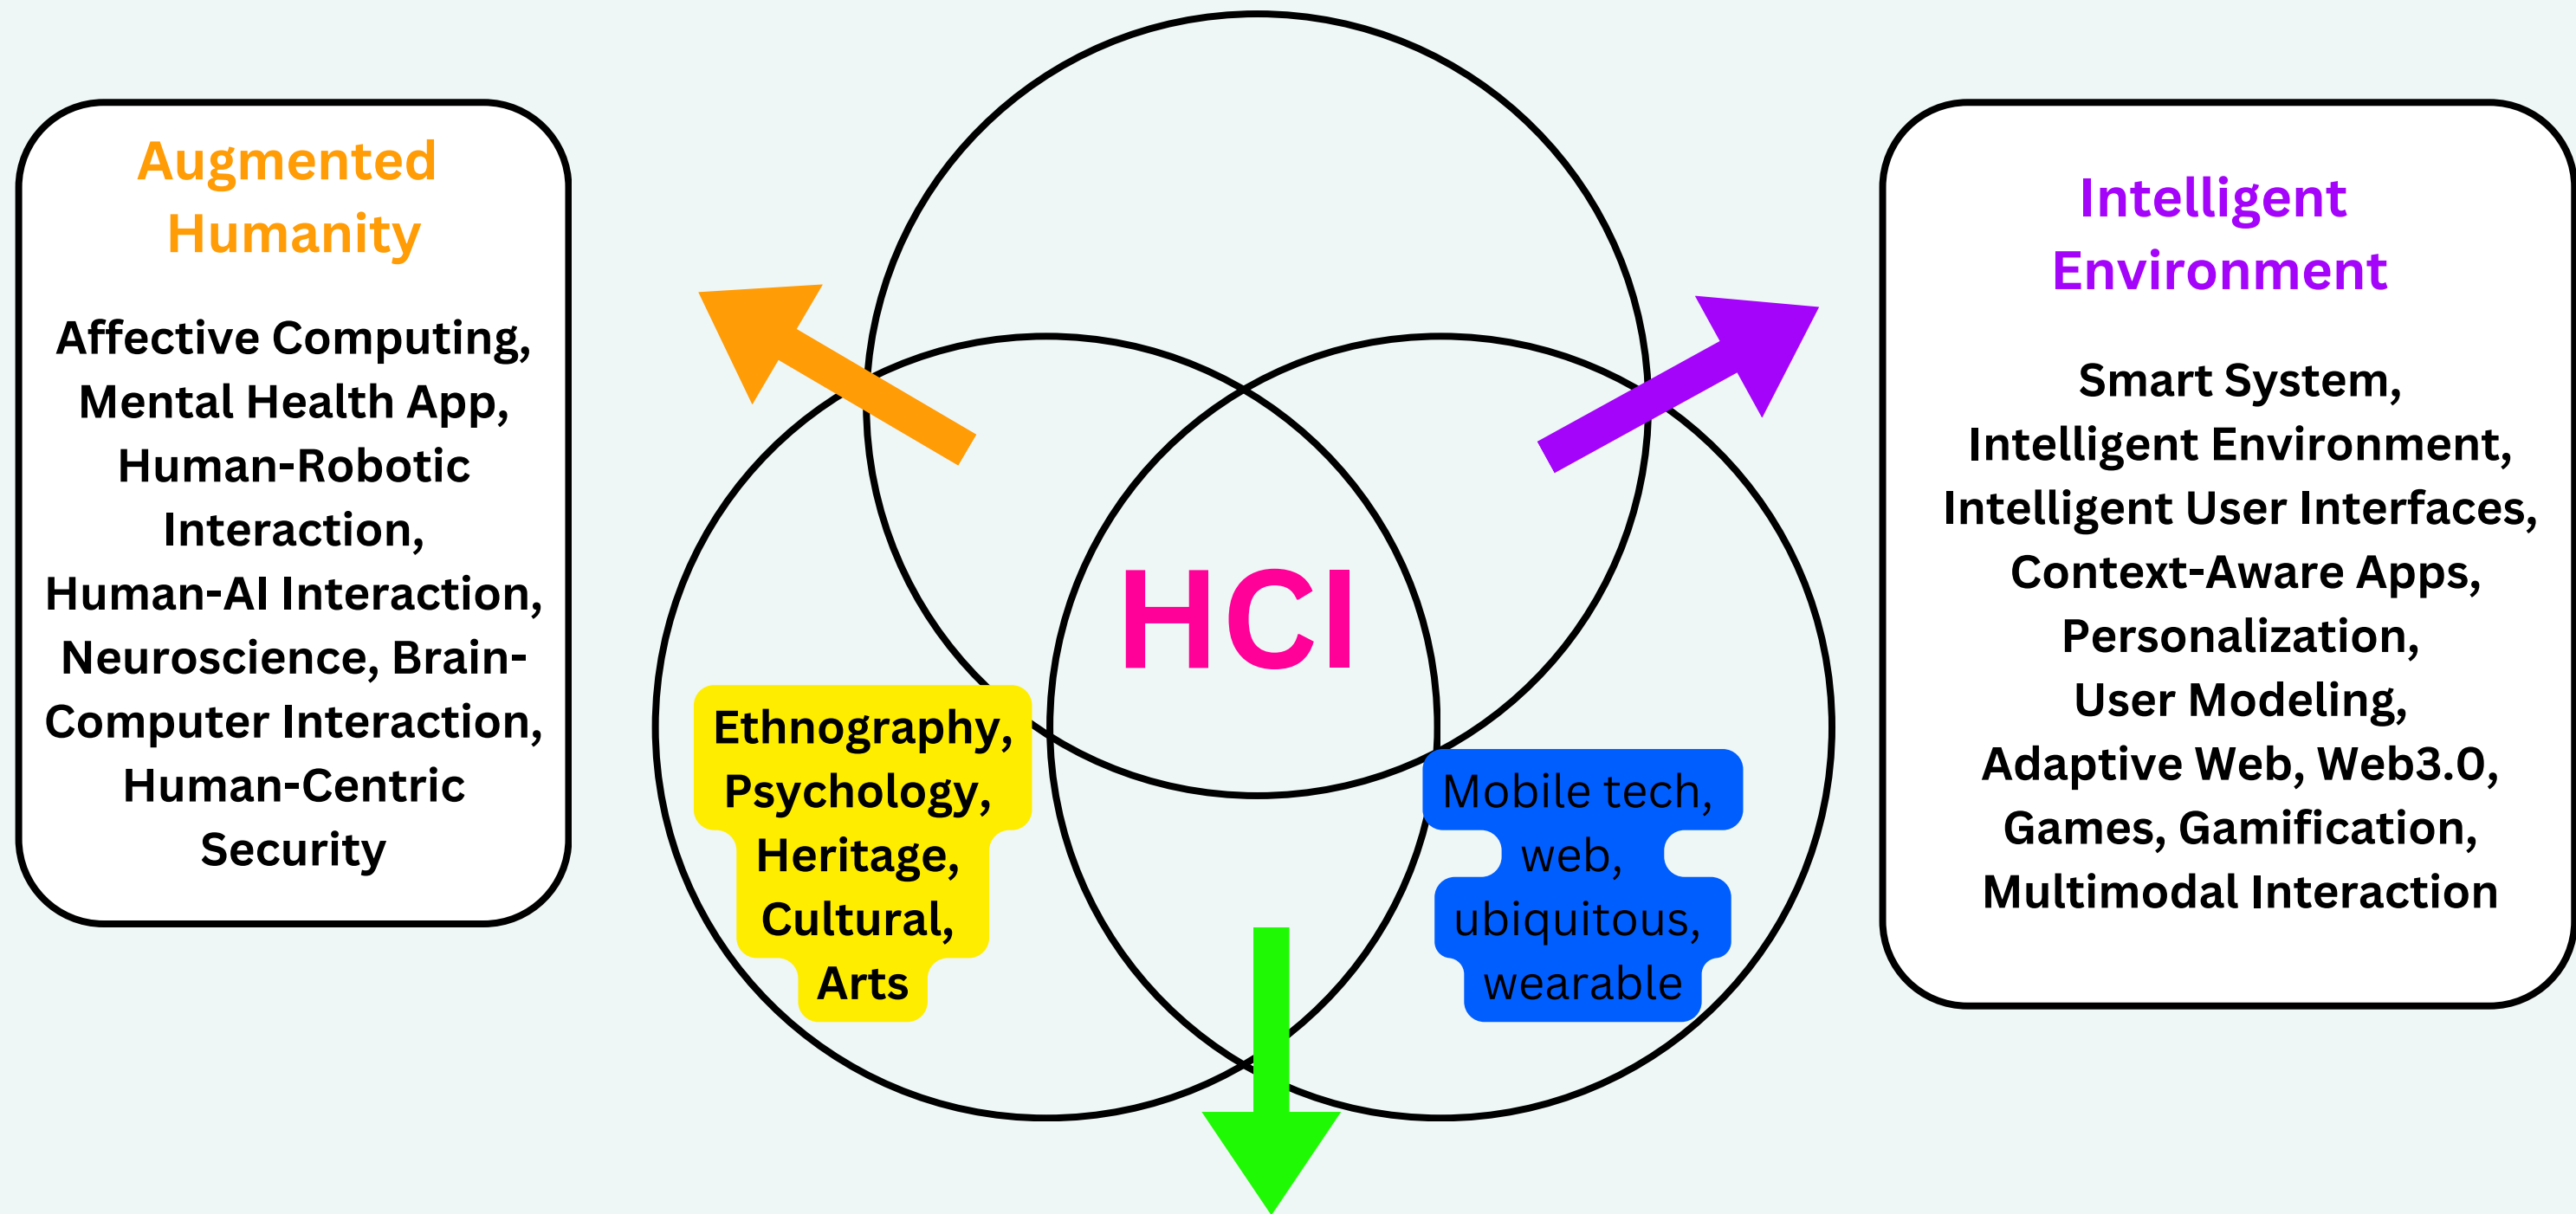 Augmented
Humanity
Affective Computing,
Mental Health App,
Human-Robotic
Interaction,
Human-AI Interaction,
Neuroscience, Brain-
Computer Interaction,
Human-Centric
Security
HCI
Ethnography,
Psychology,
Heritage,
Cultural,
Arts
Mobile tech,
web,
ubiquitous,
wearable
Intelligent
Environment
Smart System,
Intelligent Environment,
Intelligent User Interfaces,
Context-Aware Apps,
Personalization,
User Modeling,
Adaptive Web, Web3.0,
Games, Gamification,
Multimodal Interaction